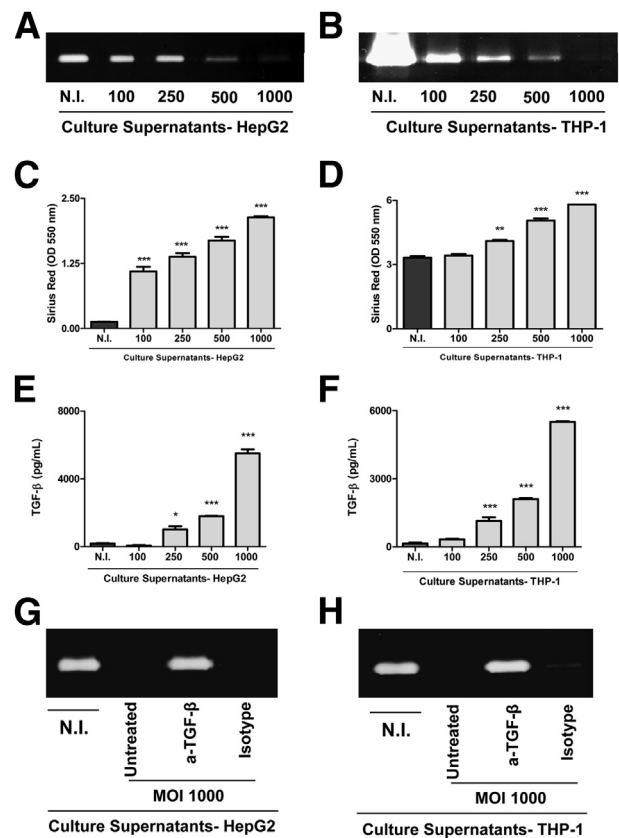 A
N.I. 100 250 500 1000
Culture Supernatants- HepG2
B
N.I. 100 250 500 1000
Culture Supernatants- THP-1
C
Sirius Red (OD 550 nm)
2.50
1.25
0.00
*** *** *** ***
N.I. 100 250 500 1000
Culture Supernatants- HepG2
D
Sirius Red (OD 550 nm)
6
3
0
** *** ***
N.I. 100 250 500 1000
Culture Supernatants- THP-1
E
TGF-β (pg/mL)
8000
4000
0
* *** ***
N.I. 100 250 500 1000
Culture Supernatants- HepG2
F
TGF-β (pg/mL)
6000
3000
0
*** *** ***
N.I. 100 250 500 1000
Culture Supernatants- THP-1
G
N.I.
Untreated
a-TGF-β
Isotype
MOI 1000
Culture Supernatants- HepG2
H
N.I.
Untreated
a-TGF-β
Isotype
MOI 1000
Culture Supernatants- THP-1